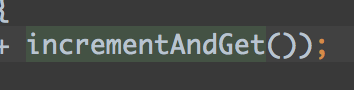 {
+ incrementAndGet());